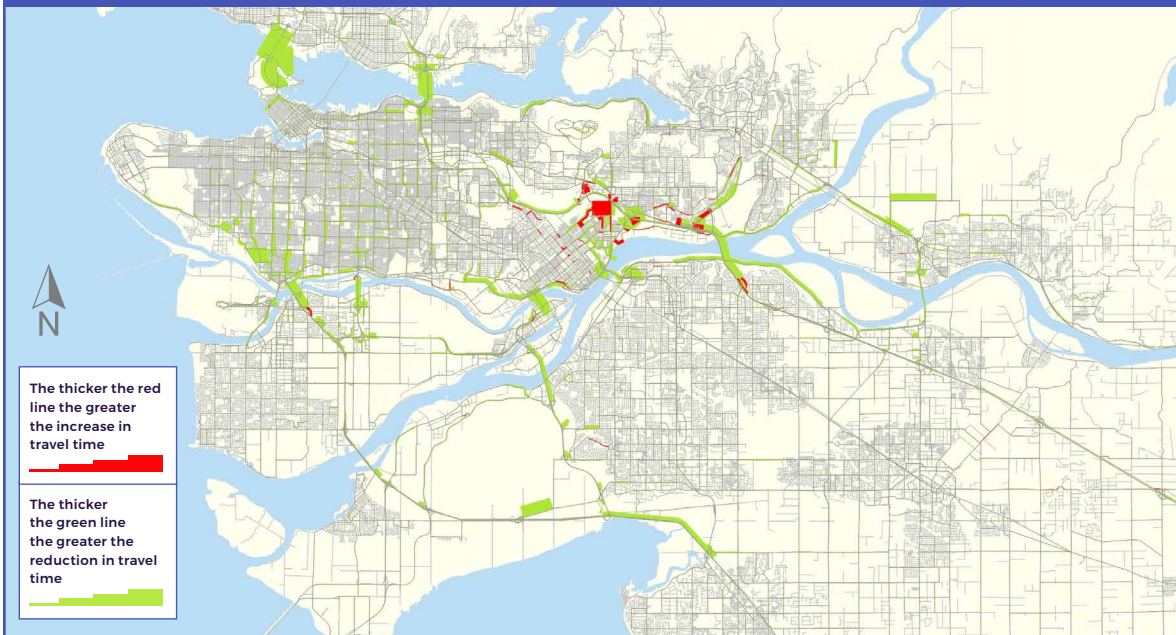 N
The thicker the red
line the greater
the increase in
travel time
The thicker
the green line
the greater the
reduction in travel
time